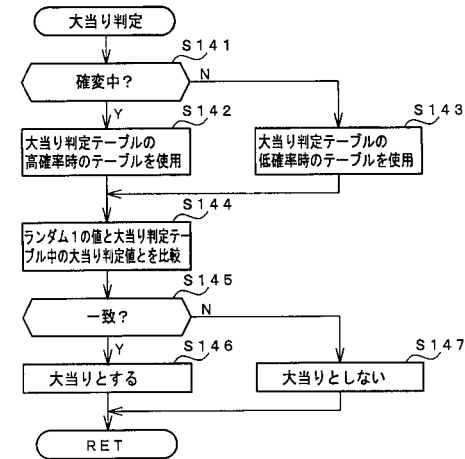 大当り判定
S141
確変中？
N
Y
S142
S143
大当り判定テーブルの
高確率時のテーブルを使用
大当り判定テーブルの
低確率時のテーブルを使用
S144
ランダム１の値と大当り判定テー
ブル中の大当り判定値とを比較
S145
一致？
N
Y
S146
S147
大当りとする
大当りとしない
RET